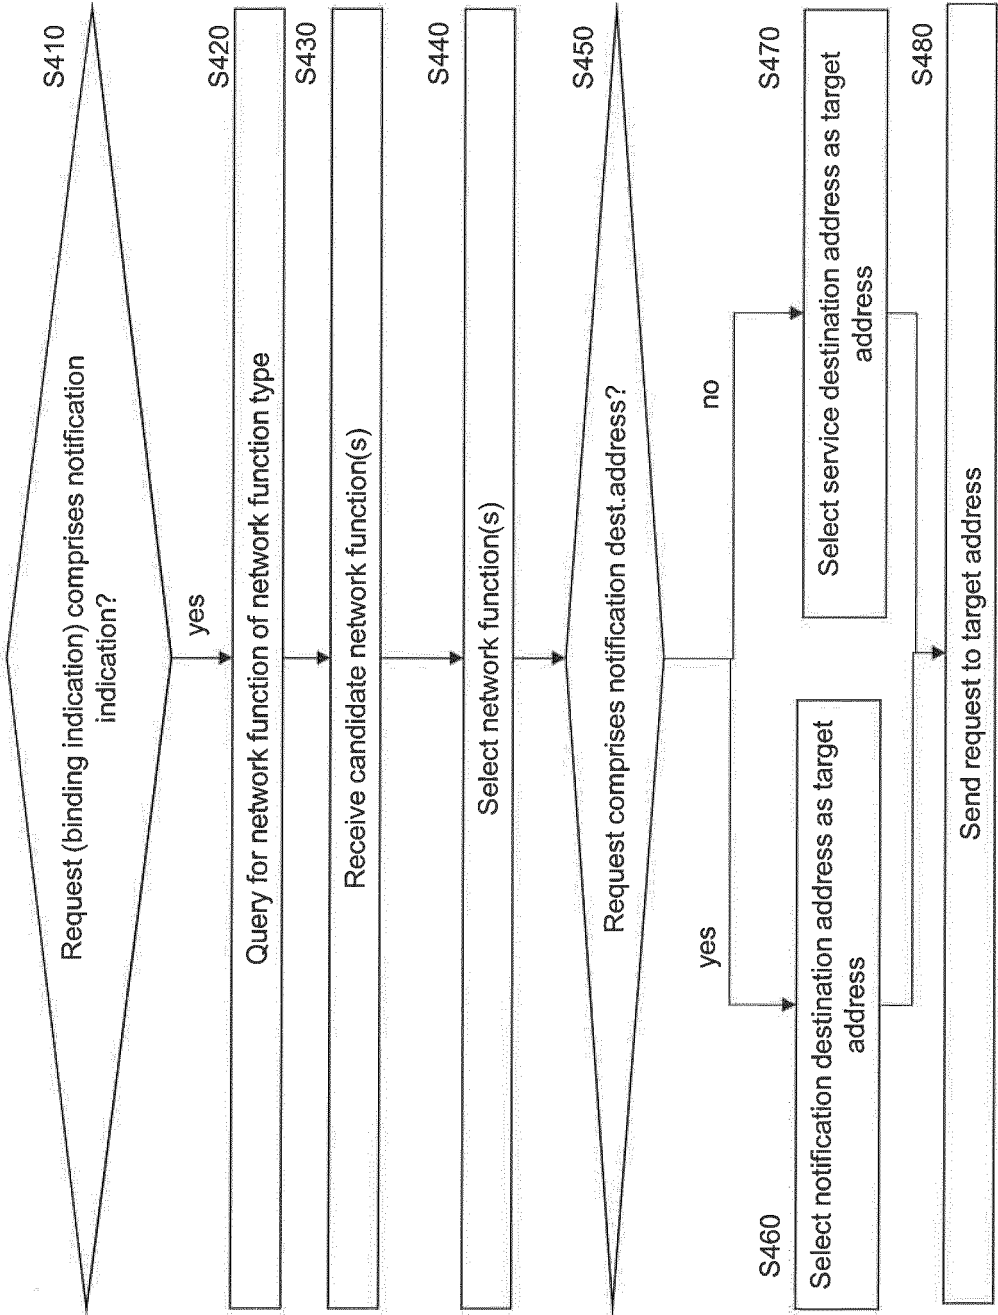 S410
Request (binding indication) comprises notification
indication?
yes
S420
Query for network function of network function type
S430
Receive candidate network function(s)
S440
Select network function(s)
S450
Request comprises notification dest.address?
yes
no
S460
Select notification destination address as target
address
S470
Select service destination address as target
address
S480
Send request to target address